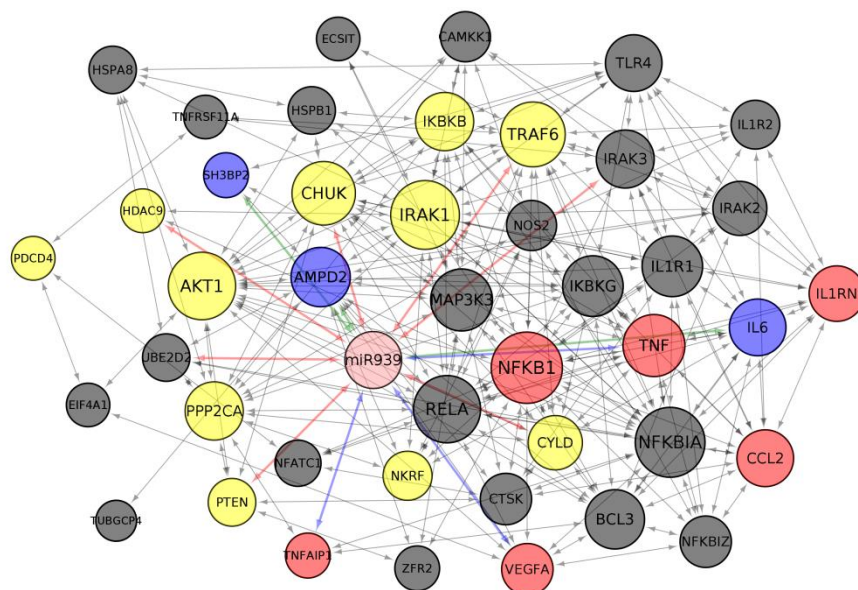 ECSIT
CAMKK1
HSPA8
TLR4
TNFRSF11A
HSPB1
IKBKB
TRAF6
IL1R2
IRAK3
SH3BP2
CHUK
HDAC9
IRAK1
NOS2
IRAK2
PDCD4
AKT1
AMPD2
MAP3K3
IKBKG
IL1R1
IL1RN
IL6
UBE2D2
miR939
NFKB1
TNF
EIF4A1
PPP2CA
RELA
CYLD
NFKBIA
NFATC1
NKRF
CCL2
PTEN
CTSK
BCL3
TUBGCP4
NFKBIZ
TNFAIP1
ZFR2
VEGFA